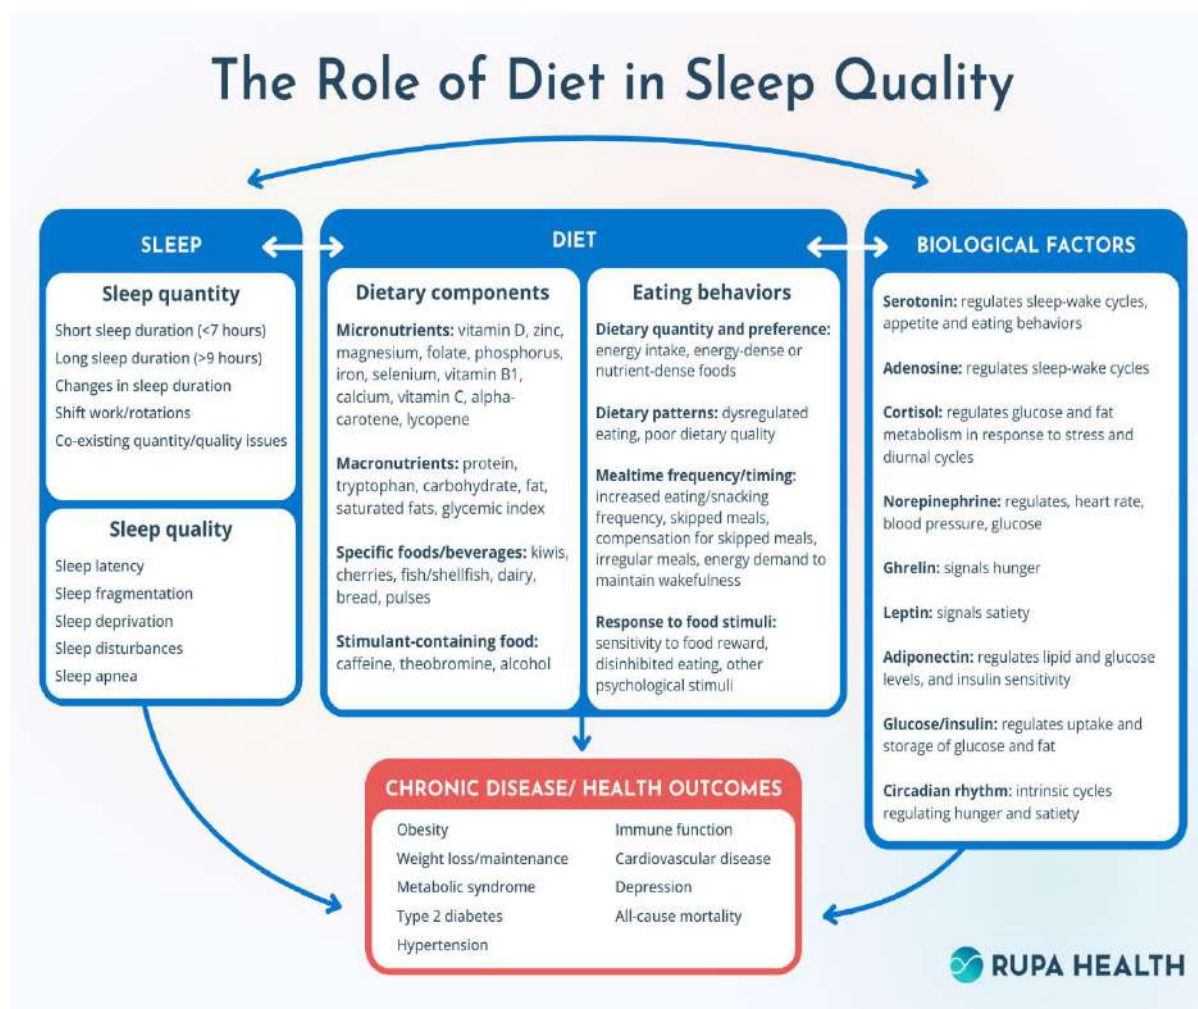 The Role of Diet in Sleep Quality
SLEEP
Sleep quantity
Short sleep duration (<7 hours)
Long sleep duration (>9 hours)
Changes in sleep duration
Shift work/rotations
Co-existing quantity/quality issues
Sleep quality
Sleep latency
Sleep fragmentation
Sleep deprivation
Sleep disturbances
Sleep apnea
DIET
Dietary components
Micronutrients: vitamin D, zinc,
magnesium, folate, phosphorus,
iron, selenium, vitamin B1,
calcium, vitamin C, alpha-
carotene, lycopene
Macronutrients: protein,
tryptophan, carbohydrate, fat,
saturated fats, glycemic index
Specific foods/beverages: kiwis,
cherries, fish/shellfish, dairy,
bread, pulses
Stimulant-containing food:
caffeine, theobromine, alcohol
Eating behaviors
Dietary quantity and preference:
energy intake, energy-dense or
nutrient-dense foods
Dietary patterns: dysregulated
eating, poor dietary quality
Mealtime frequency/timing:
increased eating/snacking
frequency, skipped meals,
compensation for skipped meals,
irregular meals, energy demand to
maintain wakefulness
Response to food stimuli:
sensitivity to food reward,
disinhibited eating, other
psychological stimuli
BIOLOGICAL FACTORS
Serotonin: regulates sleep-wake cycles,
appetite and eating behaviors
Adenosine: regulates sleep-wake cycles
Cortisol: regulates glucose and fat
metabolism in response to stress and
diurnal cycles
Norepinephrine: regulates, heart rate,
blood pressure, glucose
Ghrelin: signals hunger
Leptin: signals satiety
Adiponectin: regulates lipid and glucose
levels, and insulin sensitivity
Glucose/insulin: regulates uptake and
storage of glucose and fat
Circadian rhythm: intrinsic cycles
regulating hunger and satiety
CHRONIC DISEASE/ HEALTH OUTCOMES
Obesity
Weight loss/maintenance
Metabolic syndrome
Type 2 diabetes
Hypertension
Immune function
Cardiovascular disease
Depression
All-cause mortality
RUPA HEALTH